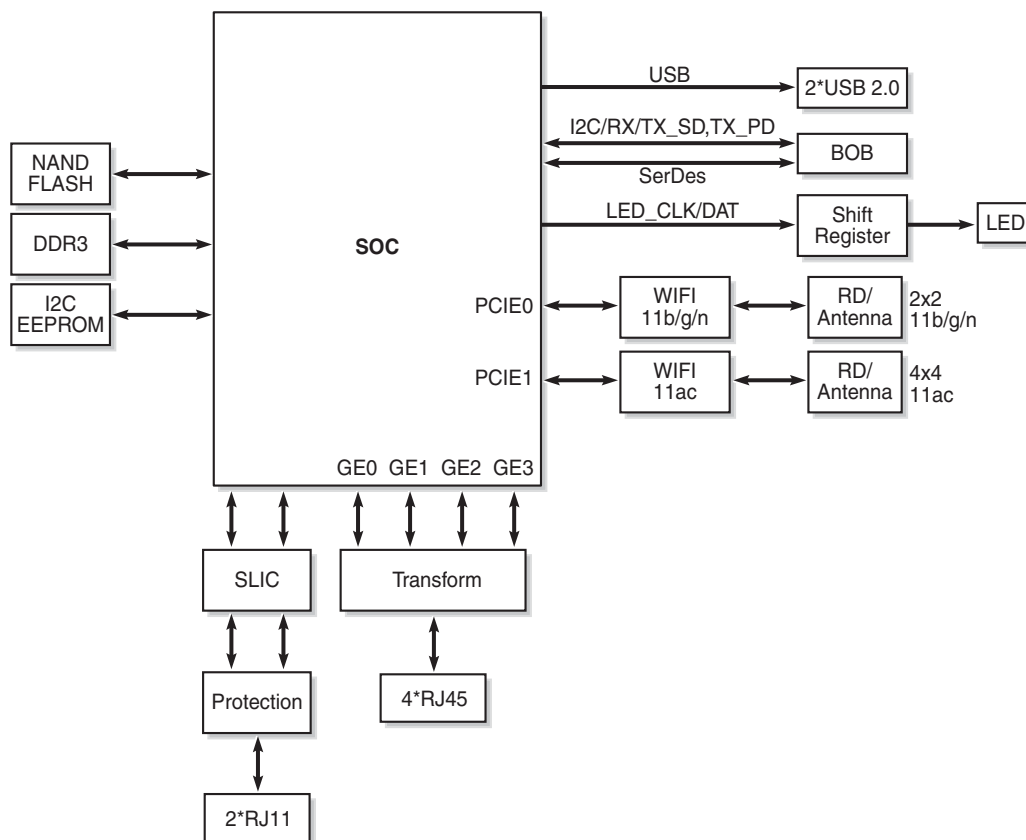 USB
2*USB 2.0
I2C/RX/TX_SD,TX_PD
BOB
SerDes
NAND
FLASH
LED_CLK/DAT
Shift
Register
LED
DDR3
SOC
I2C
EEPROM
PCIE0
WIFI
11b/g/n
RD/
Antenna
2x2
11b/g/n
PCIE1
WIFI
11ac
RD/
Antenna
4x4
11ac
GE0 GE1 GE2 GE3
SLIC
Transform
Protection
4*RJ45
2*RJ11